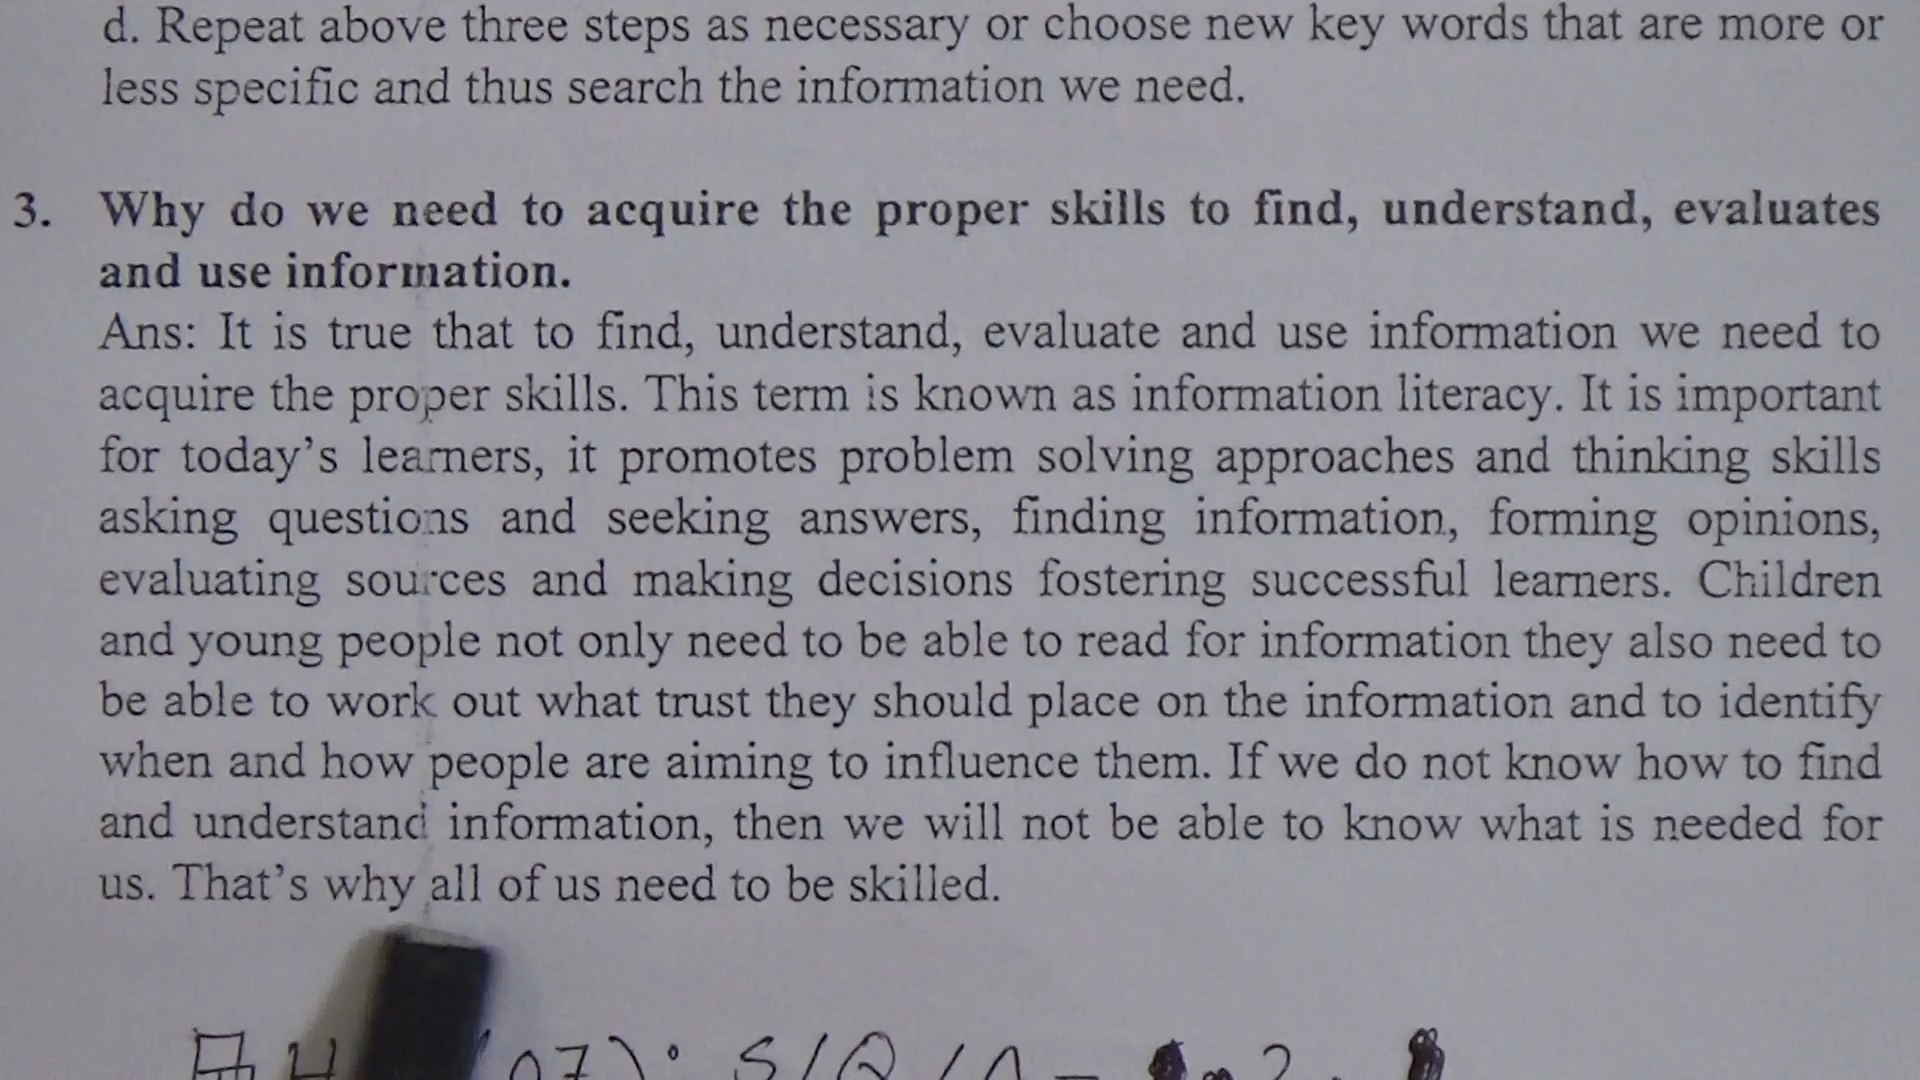 d. Repeat above three steps as necessary or choose new key words that are more or
less specific and thus search the information we need.
3. Why do we need to acquire the proper skills to find, understand, evaluates
and use information.
Ans: It is true that to find, understand, evaluate and use information we need to
acquire the proper skills. This term is known as information literacy. It is important
for today's learners, it promotes problem solving approaches and thinking skills
asking questions and seeking answers, finding information, forming opinions,
evaluating sources and making decisions fostering successful learners. Children
and young people not only need to be able to read for information they also need to
be able to work out what trust they should place on the information and to identify
when and how people are aiming to influence them. If we do not know how to find
and understand information, then we will not be able to know what is needed for
us. That's why all of us need to be skilled.